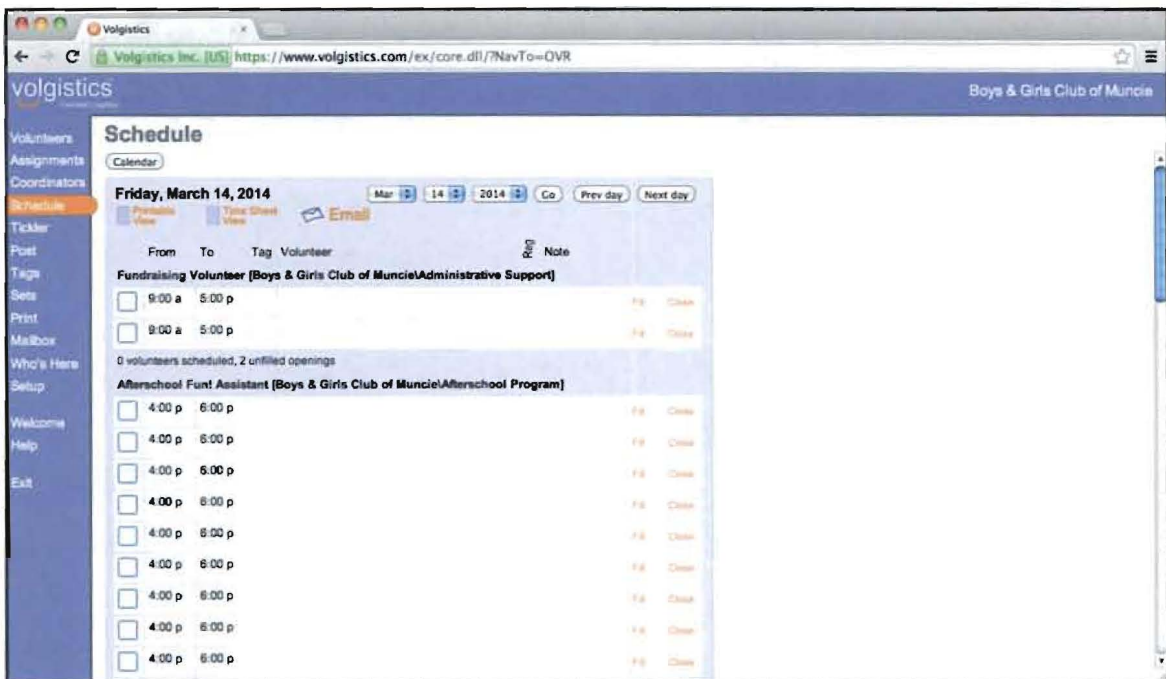 Volgistics
Volgistics Inc. [US] https://www.volgistics.com/ex/core.dll/?NavTo=OVR
volgistics
Boys & Girls Club of Muncie
Volunteers
Assignments
Coordinators
Schedule
Tickler
Post
Tags
Sets
Print
Mailbox
Who's Here
Setup
Welcome
Help
Exit
Schedule
Calendar
Friday, March 14, 2014 Mar 14 2014 Go Prev day Next day
Printable View Time Sheet View Email
From To Tag Volunteer Reg Note
Fundraising Volunteer [Boys & Girls Club of Muncie\Administrative Support]
9:00 a 5:00 p Fill Close
9:00 a 5:00 p Fill Close
0 volunteers scheduled, 2 unfilled openings
Afterschool Fun! Assistant [Boys & Girls Club of Muncie\Afterschool Program]
4:00 p 6:00 p Fill Close
4:00 p 6:00 p Fill Close
4:00 p 6:00 p Fill Close
4:00 p 6:00 p Fill Close
4:00 p 6:00 p Fill Close
4:00 p 6:00 p Fill Close
4:00 p 6:00 p Fill Close
4:00 p 6:00 p Fill Close
4:00 p 6:00 p Fill Close